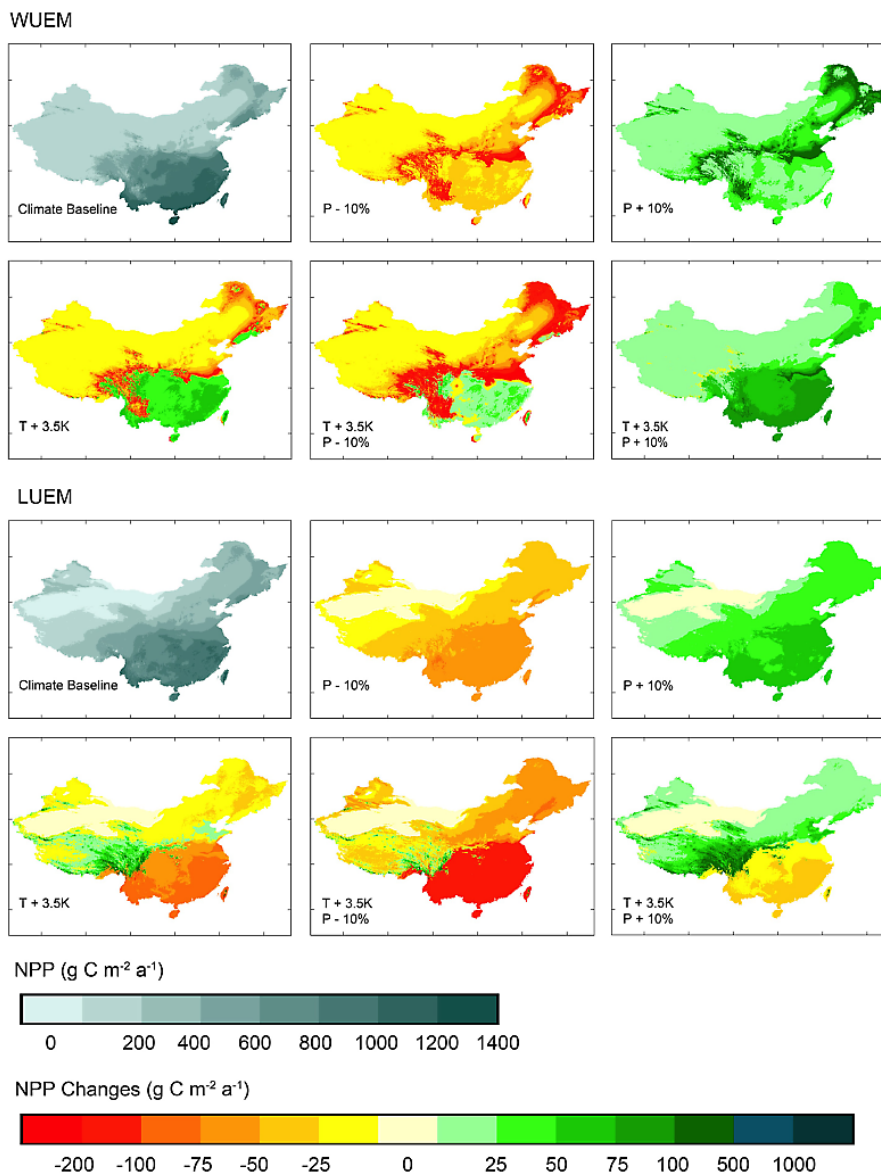 WUEM
Climate Baseline
P - 10%
P + 10%
T + 3.5K
T + 3.5K
P - 10%
T + 3.5K
P + 10%
LUEM
Climate Baseline
P - 10%
P + 10%
T + 3.5K
T + 3.5K
P - 10%
T + 3.5K
P + 10%
NPP (g C m⁻² a⁻¹)
0 200 400 600 800 1000 1200 1400
NPP Changes (g C m⁻² a⁻¹)
-200 -100 -75 -50 -25 0 25 50 75 100 500 1000